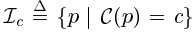 ℐ_c ≜ {p | 𝒞(p) = c}